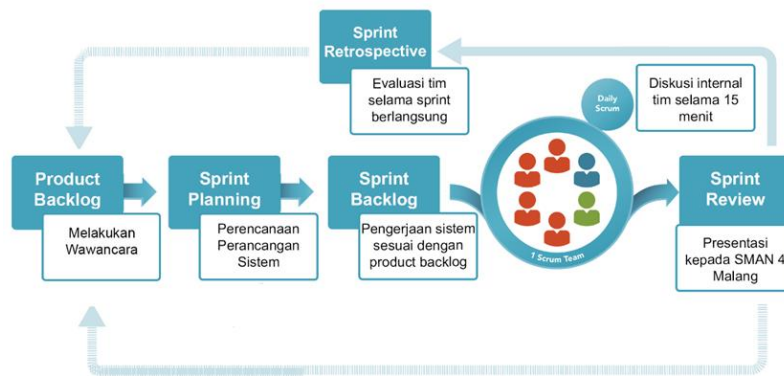 Sprint
Retrospective
Evaluasi tim
selama sprint
berlangsung
Daily
Scrum
Diskusi internal
tim selama 15
menit
Product
Backlog
Melakukan
Wawancara
Sprint
Planning
Perencanaan
Perancangan
Sistem
Sprint
Backlog
Pengerjaan sistem
sesuai dengan
product backlog
1 Scrum Team
Sprint
Review
Presentasi
kepada SMAN 4
Malang